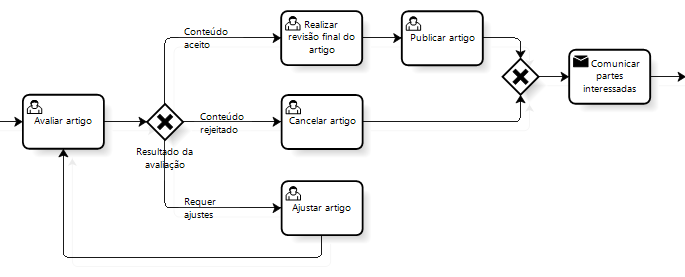 Conteúdo
aceito
Realizar
revisão final do
artigo
Publicar artigo
Comunicar
partes
interessadas
Avaliar artigo
Conteúdo
rejeitado
Cancelar artigo
Resultado da
avaliação
Requer
ajustes
Ajustar artigo